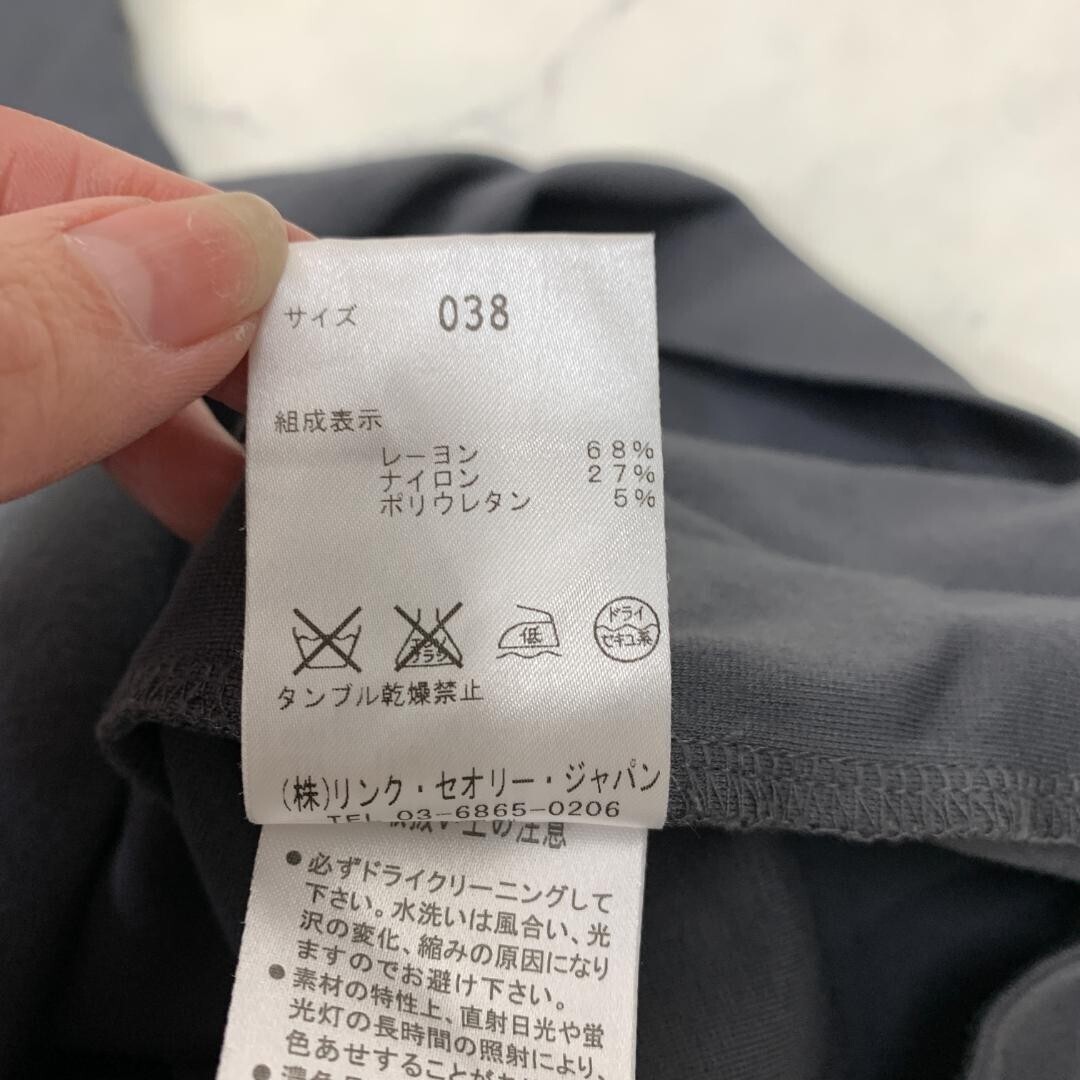 サイズ 038
組成表示
レーヨン 68%
ナイロン 27%
ポリウレタン 5%
低 ドライ
セキユ系
タンブル乾燥禁止
(株)リンク・セオリー・ジャパン
TEL 03-6865-0206
上の注意
●必ずドライクリーニングして
下さい。水洗いは風合い、光
沢の変化、縮みの原因になり
ますのでお避け下さい。
●素材の特性上、直射日光や蛍
光灯の長時間の照射により、
色あせすることが
●濃色